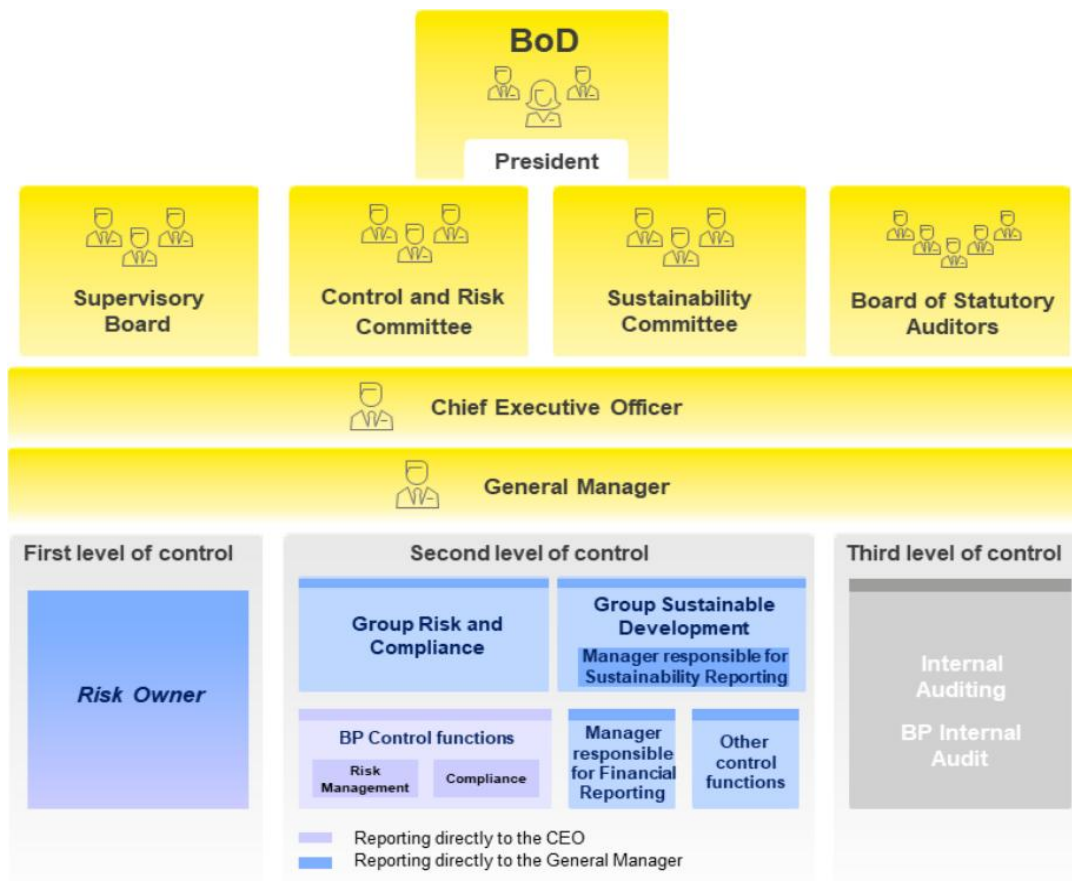 BoD
President
Supervisory
Board
Control and Risk
Committee
Sustainability
Committee
Board of Statutory
Auditors
Chief Executive Officer
General Manager
First level of control
Risk Owner
Second level of control
Group Risk and
Compliance
Group Sustainable
Development
Manager responsible for
Sustainability Reporting
BP Control functions
Risk
Management
Compliance
Manager
responsible
for Financial
Reporting
Other
control
functions
Reporting directly to the CEO
Reporting directly to the General Manager
Third level of control
Internal
Auditing
BP Internal
Audit